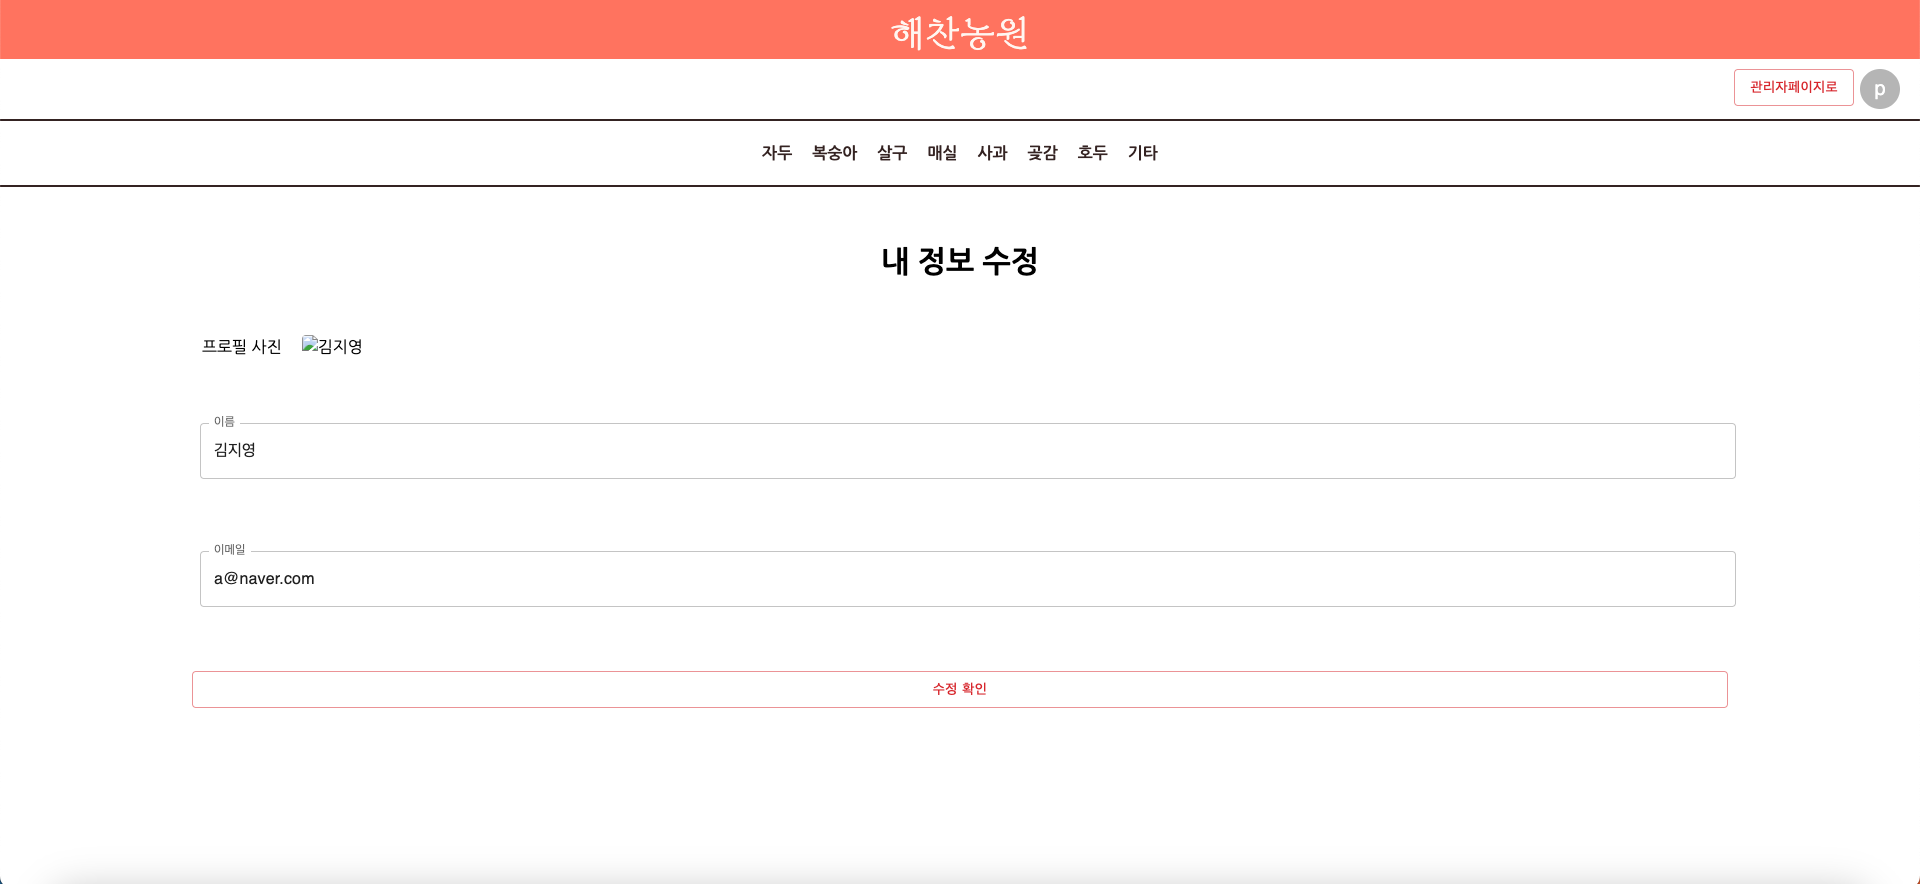 해찬농원
관리자페이지로 p
자두 복숭아 살구 매실 사과 곶감 호두 기타
내 정보 수정
프로필 사진 김지영
이름
김지영
이메일
a@naver.com
수정 확인